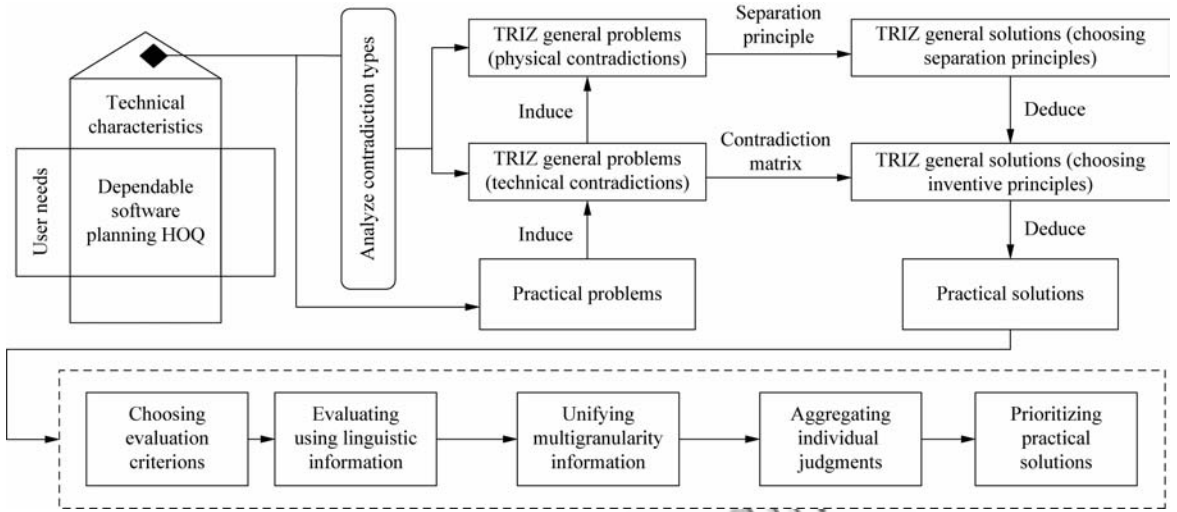 Technical
characteristics
User needs
Dependable
software
planning HOQ
Analyze contradiction types
TRIZ general problems
(physical contradictions)
Separation
principle
TRIZ general solutions (choosing
separation principles)
Induce
Deduce
TRIZ general problems
(technical contradictions)
Contradiction
matrix
TRIZ general solutions (choosing
inventive principles)
Induce
Deduce
Practical problems
Practical solutions
Choosing
evaluation
criterions
Evaluating
using linguistic
information
Unifying
multigranularity
information
Aggregating
individual
judgments
Prioritizing
practical
solutions